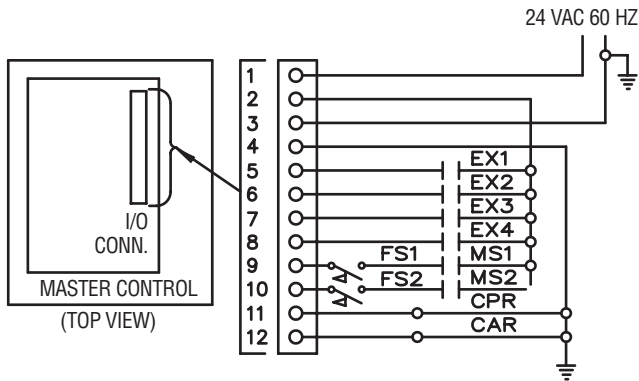 24 VAC 60 HZ
1
2
3
4
5 EX1
6 EX2
7 EX3
8 EX4
9 FS1 MS1
10 FS2 MS2
11 CPR
12 CAR
I/O
CONN.
MASTER CONTROL
(TOP VIEW)